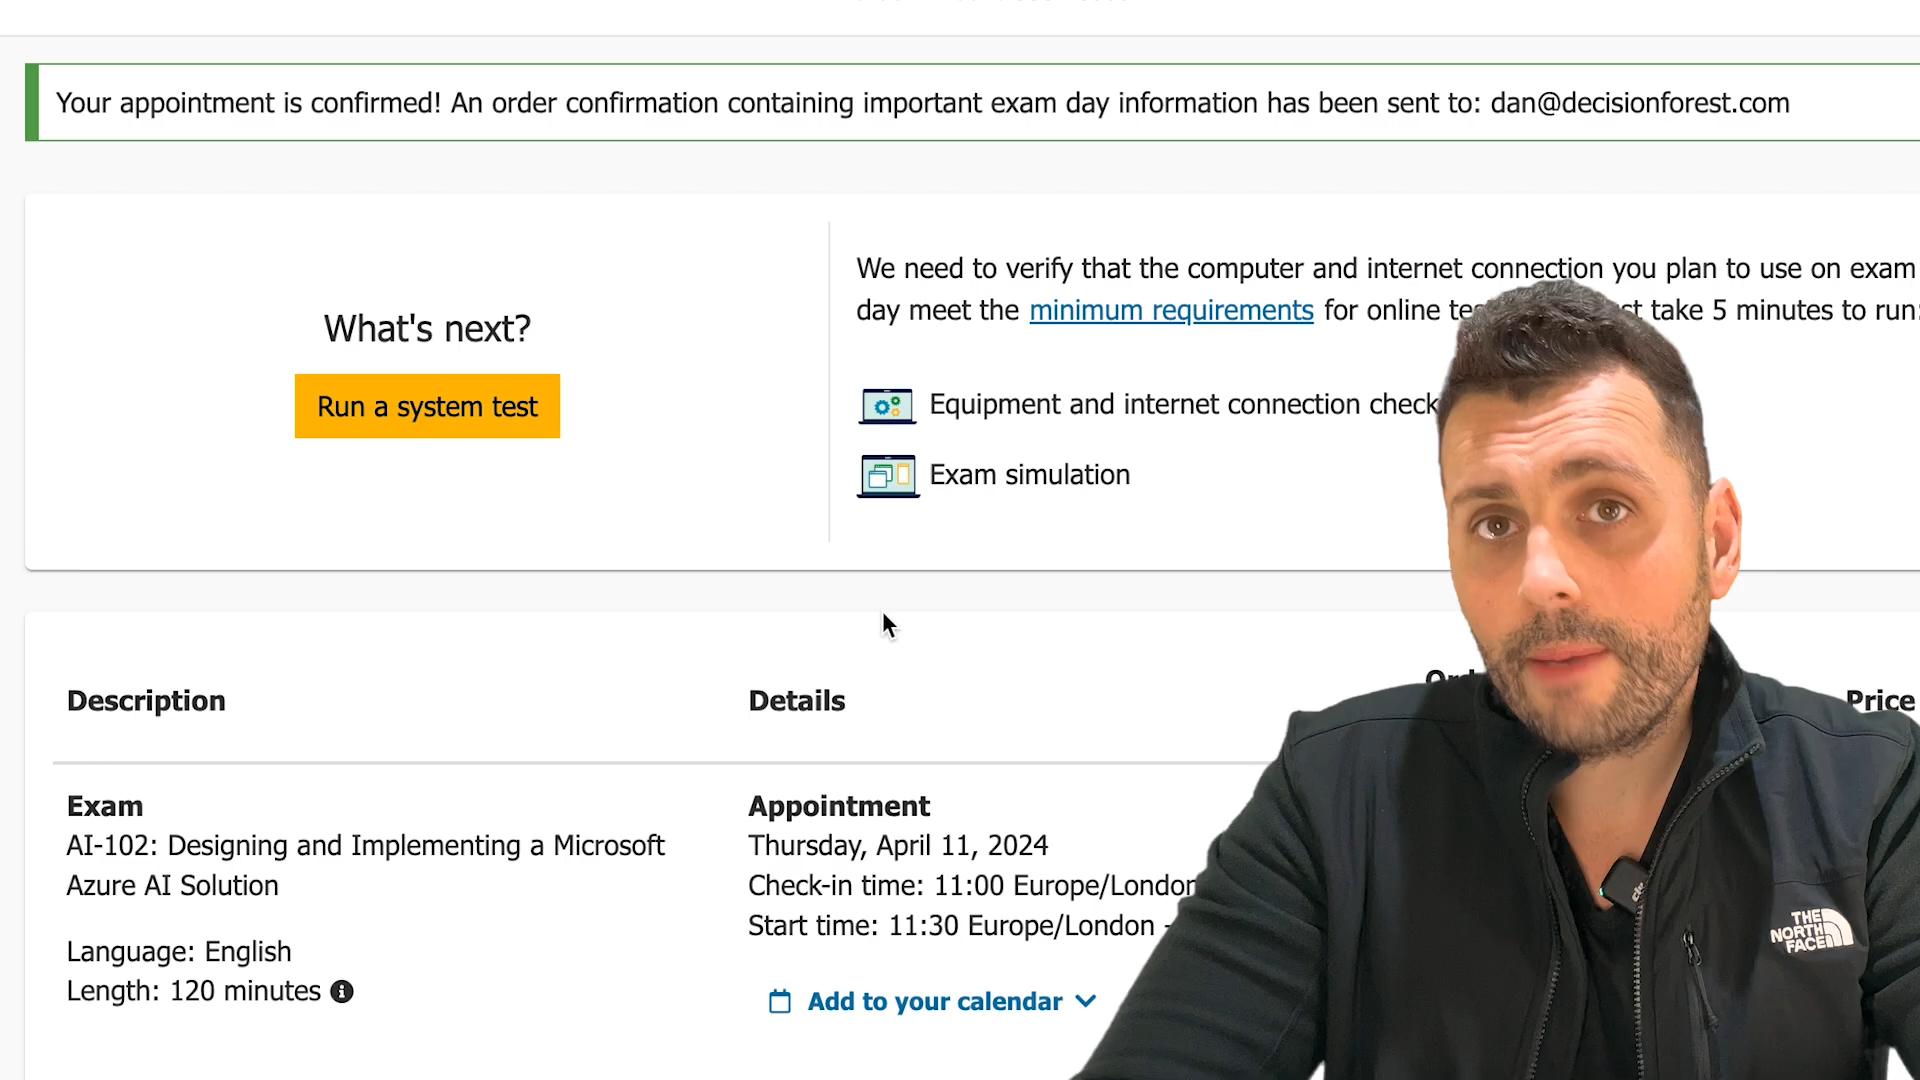 Your appointment is confirmed! An order confirmation containing important exam day information has been sent to: dan@decisionforest.com
What's next?
Run a system test
We need to verify that the computer and internet connection you plan to use on exam
day meet the minimum requirements for online take 5 minutes to run:
Equipment and internet connection check
Exam simulation
Description
Details
Price
Exam
AI-102: Designing and Implementing a Microsoft
Azure AI Solution
Language: English
Length: 120 minutes
Appointment
Thursday, April 11, 2024
Check-in time: 11:00 Europe/London
Start time: 11:30 Europe/London -
Add to your calendar
THE
NORTH
FACE